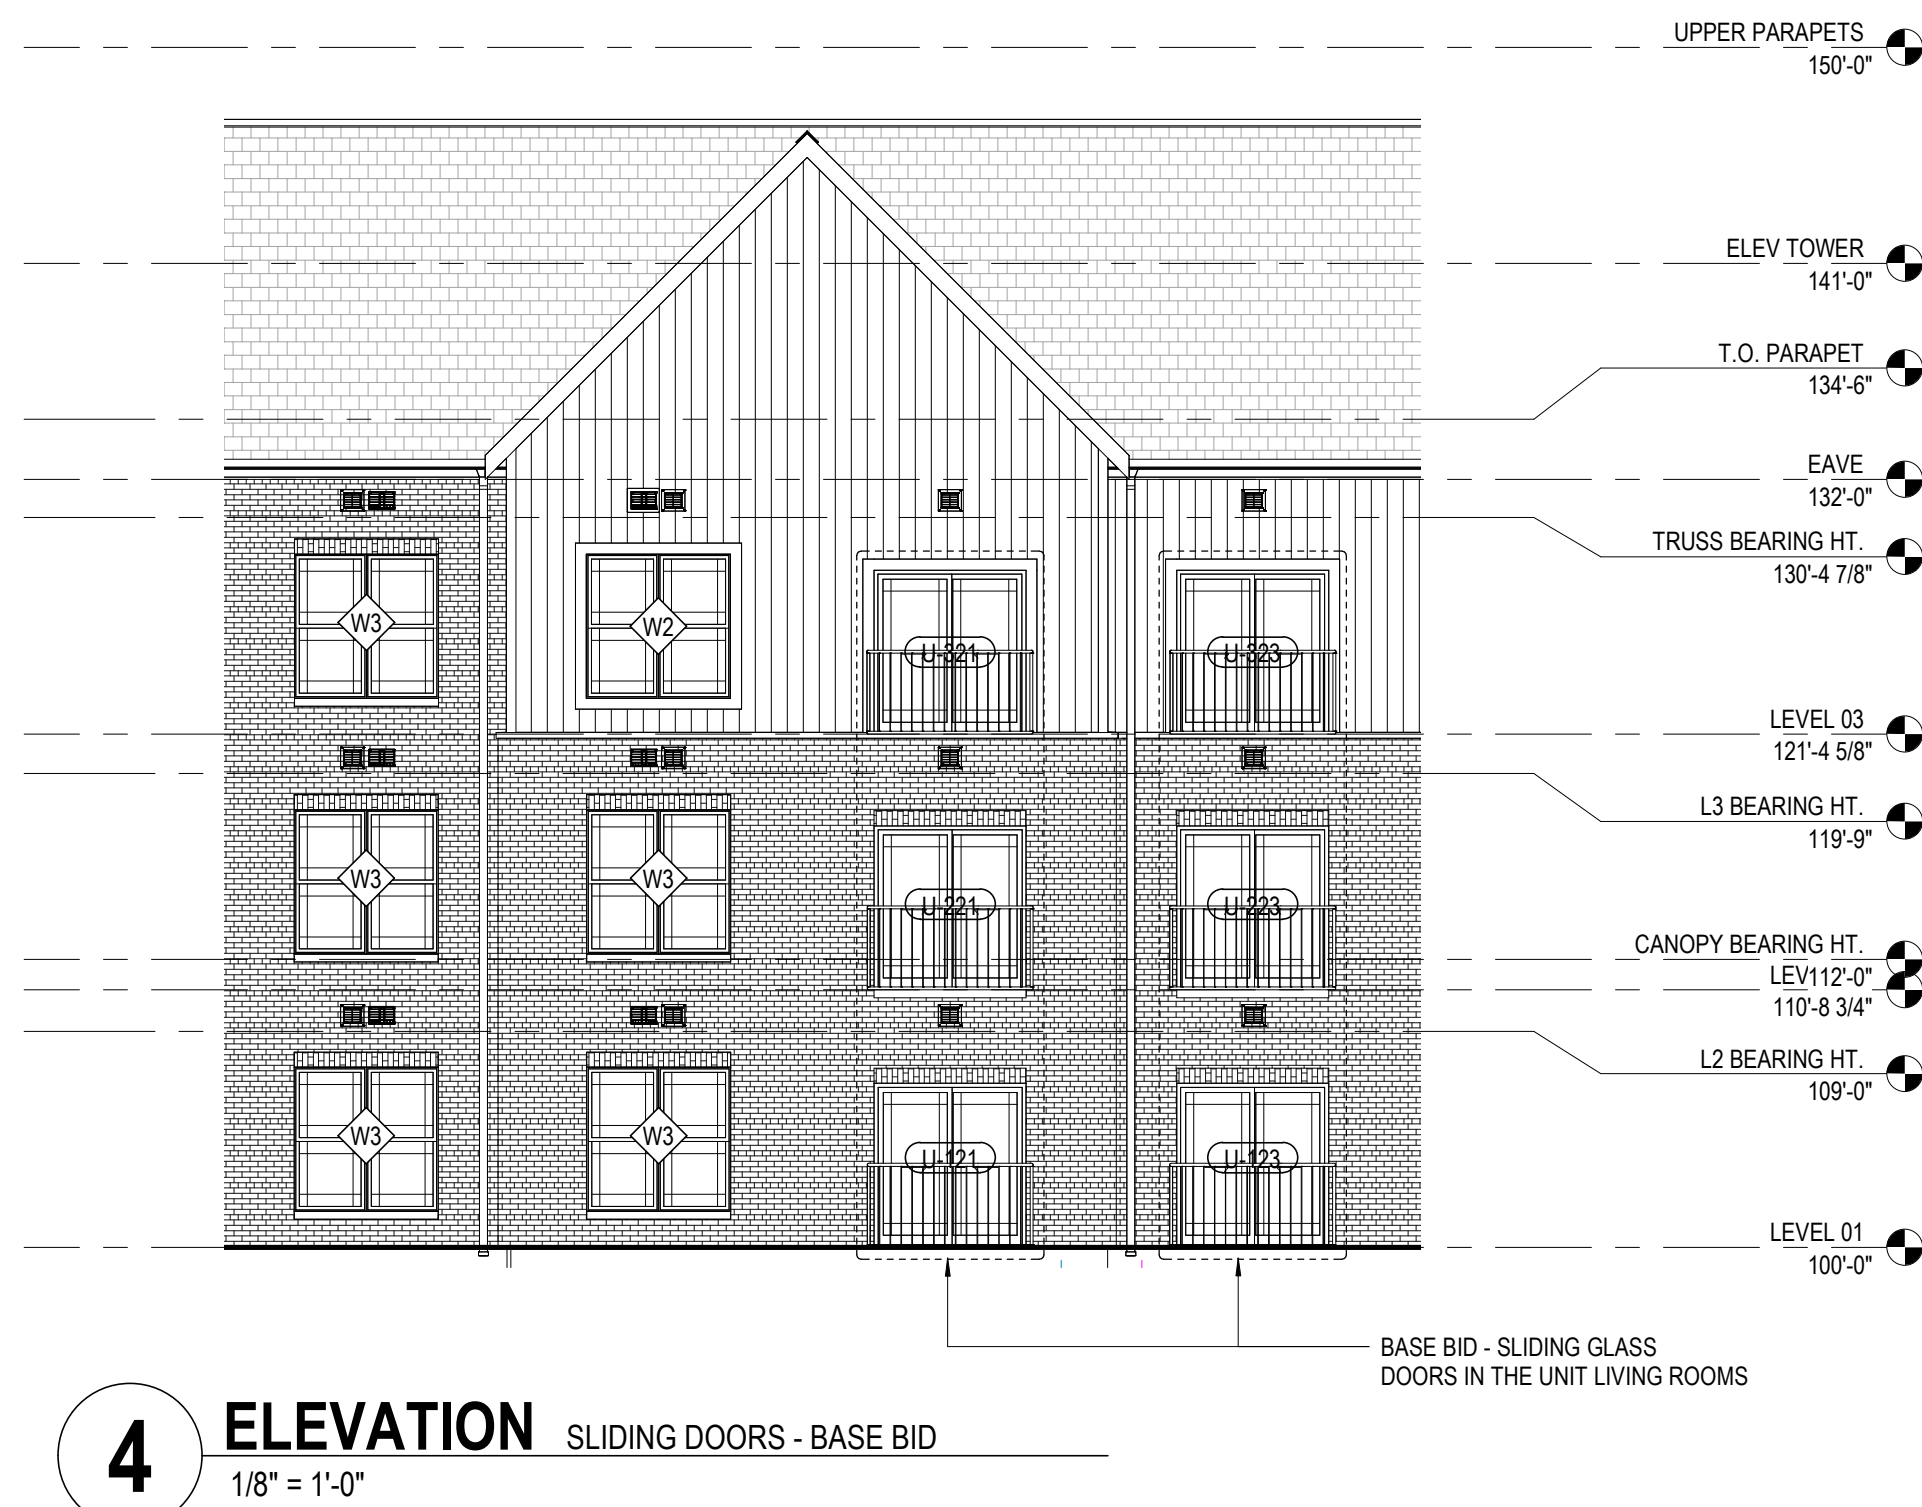 UPPER PARAPETS
150'-0"
ELEV TOWER
141'-0"
T.O. PARAPET
134'-6"
EAVE
132'-0"
TRUSS BEARING HT.
130'-4 7/8"
W3
W2
U-321
U-323
LEVEL 03
121'-4 5/8"
L3 BEARING HT.
119'-9"
W3
W3
U-221
U-223
CANOPY BEARING HT.
LEV112'-0"
110'-8 3/4"
L2 BEARING HT.
109'-0"
W3
W3
U-121
U-123
LEVEL 01
100'-0"
BASE BID - SLIDING GLASS
DOORS IN THE UNIT LIVING ROOMS
4
ELEVATION SLIDING DOORS - BASE BID
1/8" = 1'-0"